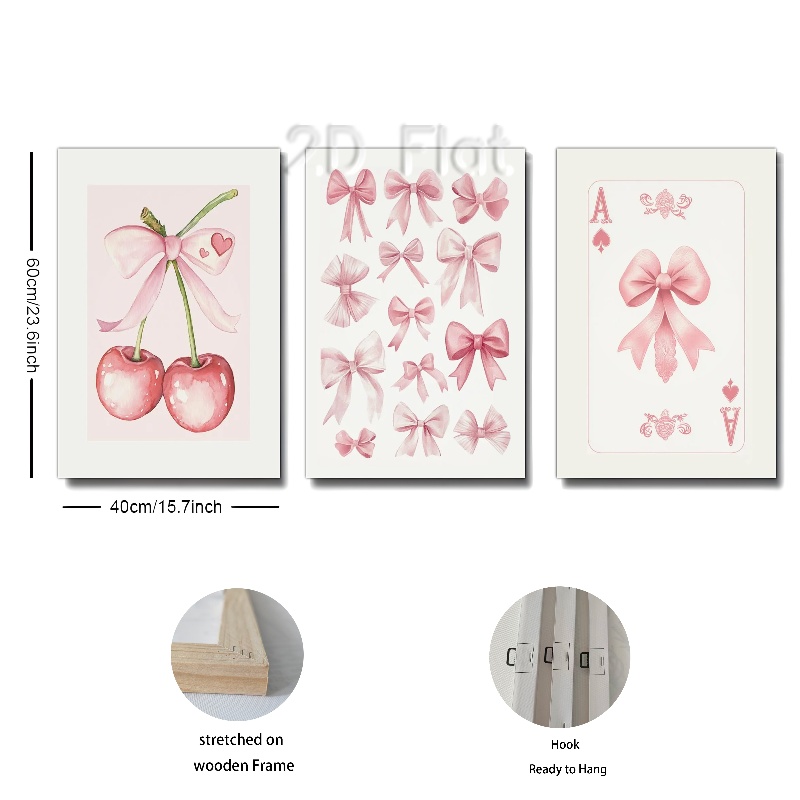 2D Flat
A
60cm/23.6inch
A
40cm/15.7inch
stretched on
wooden Frame
Hook
Ready to Hang